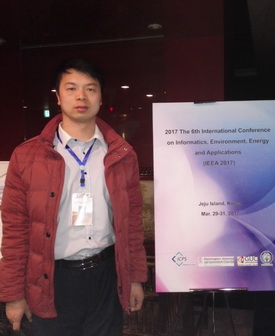 2017 The 6th International Conference
on Informatics, Environment, Energy
and Applications
(IEEA 2017)
Jeju Island,
Mar. 29-31,